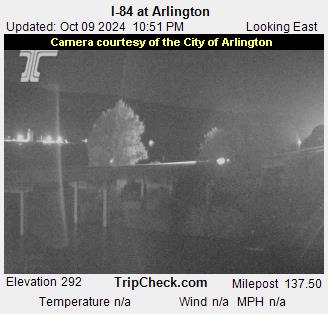 I-84 at Arlington
Updated: Oct 09 2024 10:51 PM Looking East
Camera courtesy of the City of Arlington
Elevation 292 TripCheck.com Milepost 137.50
Temperature n/a Wind n/a MPH n/a